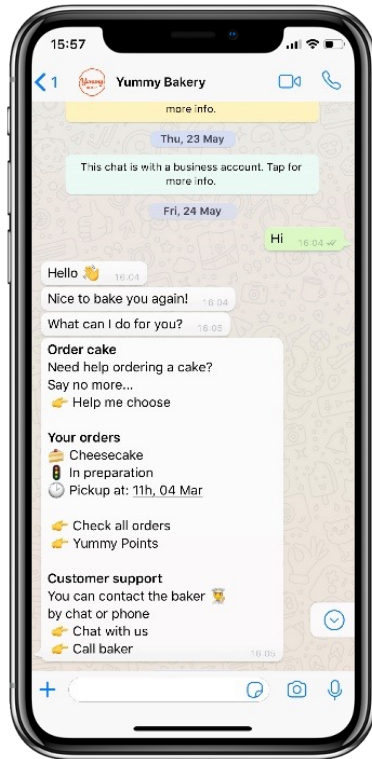 15:57
1
Yummy
Yummy Bakery
more info.
Thu, 23 May
This chat is with a business account. Tap for
more info.
Fri, 24 May
Hi 16:04
Hello 👋 16:04
Nice to bake you again! 16:04
What can I do for you? 16:05
Order cake
Need help ordering a cake?
Say no more...
👉 Help me choose
Your orders
🍰 Cheesecake
🚦 In preparation
🕒 Pickup at: 11h, 04 Mar
👉 Check all orders
👉 Yummy Points
Customer support
You can contact the baker 👨‍🍳
by chat or phone
👉 Chat with us
👉 Call baker
16:05